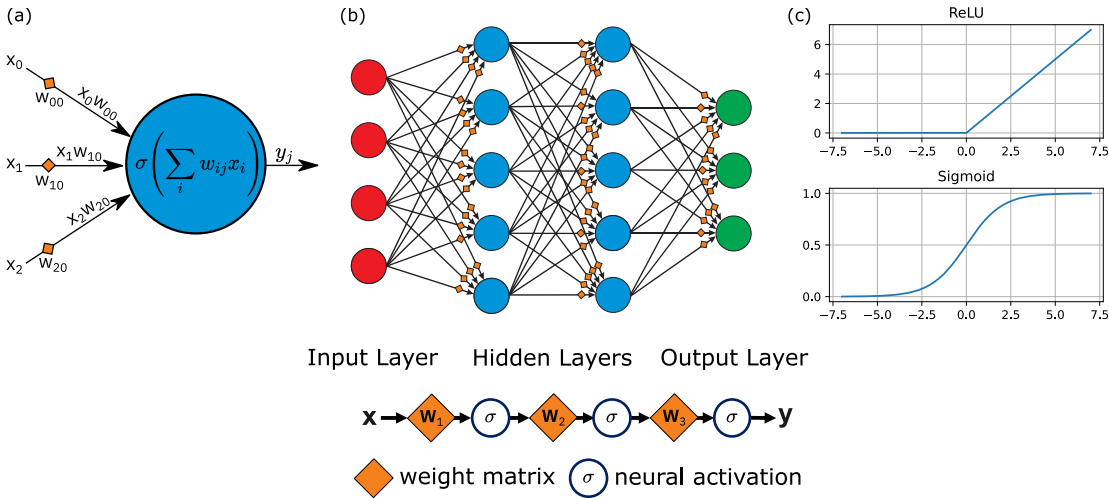 (a)
X₀
W₀₀
X₀W₀₀
X₁
X₁W₁₀
W₁₀
X₂W₂₀
X₂
W₂₀
σ(∑ᵢ wᵢⱼxᵢ)
yⱼ
(b)
Input Layer Hidden Layers Output Layer
x W₁ σ W₂ σ W₃ σ y
weight matrix σ neural activation
(c)
ReLU
6
4
2
0
−7.5 −5.0 −2.5 0.0 2.5 5.0 7.5
Sigmoid
1.0
0.5
0.0
−7.5 −5.0 −2.5 0.0 2.5 5.0 7.5